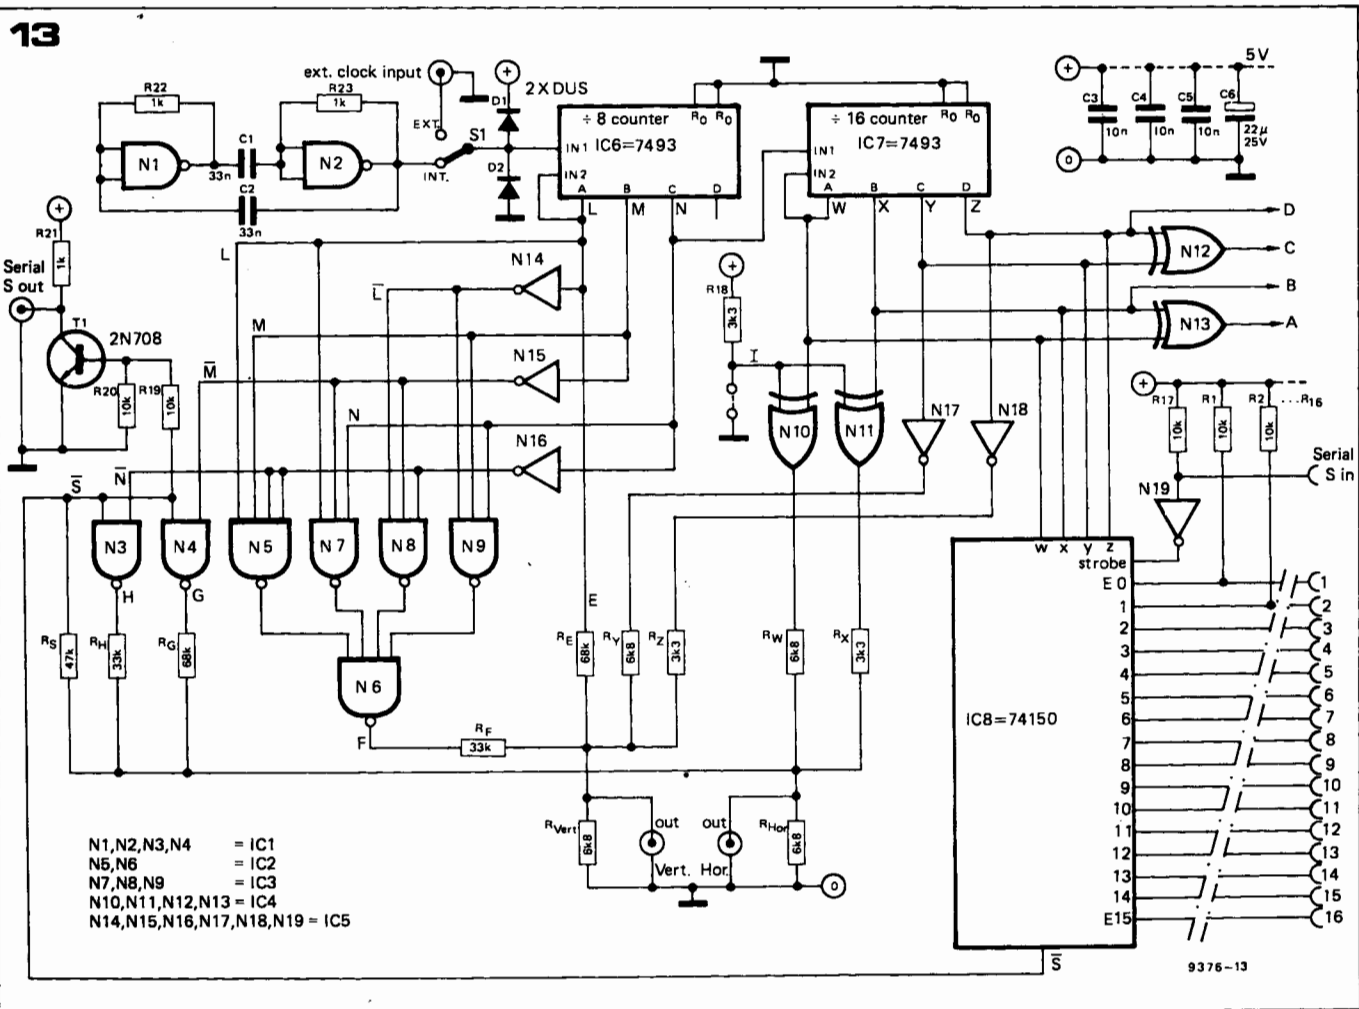 13
ext. clock input
2 X DUS
5V
R22
1k
R23
1k
D1
EXT.
S1
INT.
D2
N1
C1
33n
N2
C2
33n
÷ 8 counter
IC6=7493
R0 R0
IN1
IN2
A B C D
÷ 16 counter
IC7=7493
R0 R0
IN1
IN2
A B C D
C3
10n
C4
10n
C5
10n
C6
22µ
25V
0
L M N
W X Y Z
R21
1k
Serial
S out
T1
2N708
R20
10k
R19
10k
L
N14
L̅
M
N15
M̅
N
N16
N̅
S̅
R18
3k3
I
N10
N11
N17
N18
N12
N13
D
C
B
A
R17
10k
R1
10k
R2
10k
...R16
Serial
S in
N19
N3
N4
N5
N7
N8
N9
H
G
E
RS
47k
RH
33k
RG
68k
N6
F
RF
33k
RE
68k
RY
6k8
RZ
3k3
RW
6k8
RX
3k3
w x y z
strobe
IC8=74150
E0 1
1 2
2 3
3 4
4 5
5 6
6 7
7 8
8 9
9 10
10 11
11 12
12 13
13 14
14 15
E15 16
S̅
RVert
6k8
out
Vert.
out
Hor.
RHor
6k8
0
N1,N2,N3,N4 = IC1
N5,N6 = IC2
N7,N8,N9 = IC3
N10,N11,N12,N13 = IC4
N14,N15,N16,N17,N18,N19 = IC5
9376-13